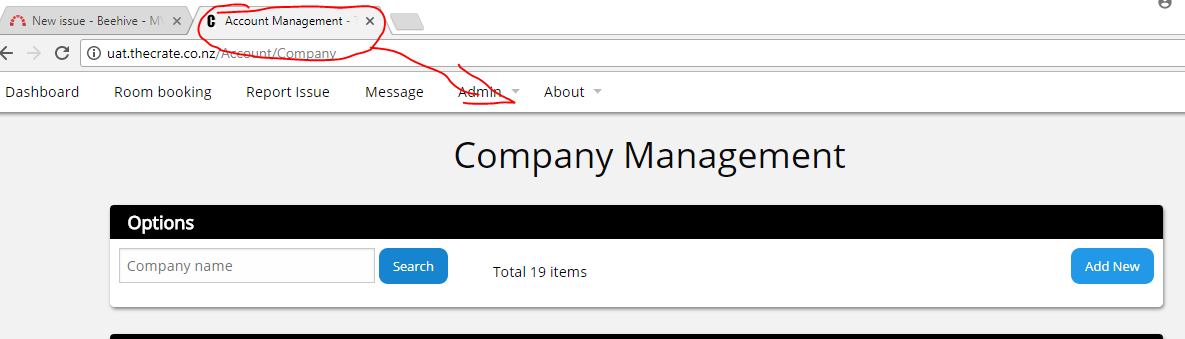 New issue - Beehive - M
C Account Management -
uat.thecrate.co.nz/Account/Company
Dashboard Room booking Report Issue Message Admin About
Company Management
Options
Company name Search Total 19 items Add New